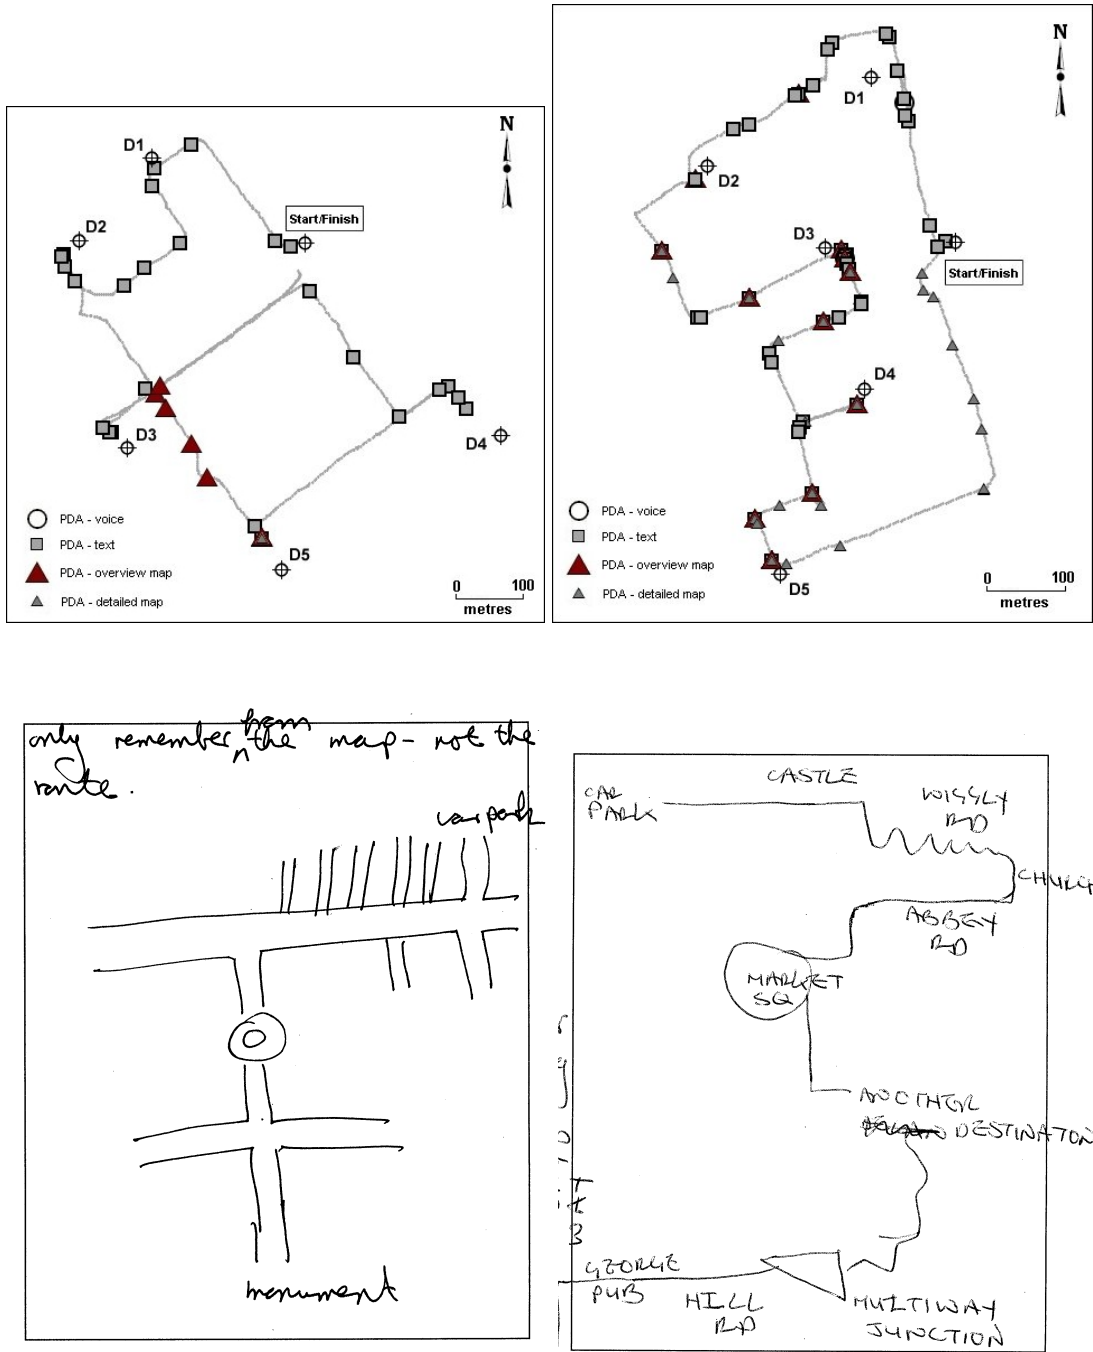 N
D1
D2
Start/Finish
D3
D4
D5
PDA - voice
PDA - text
PDA - overview map
PDA - detailed map
0 100
metres
N
D1
D2
D3
Start/Finish
D4
D5
PDA - voice
PDA - text
PDA - overview map
PDA - detailed map
0 100
metres
only remember from the map - not the
route.
car park
monument
CASTLE
CAR
PARK
WIGGLY
RD
CHURCH
ABBEY
RD
MARKET
SQ
ANOTHER
DESTINATON
GEORGE
PUB
HILL
RD
MULTIWAY
JUNCTION